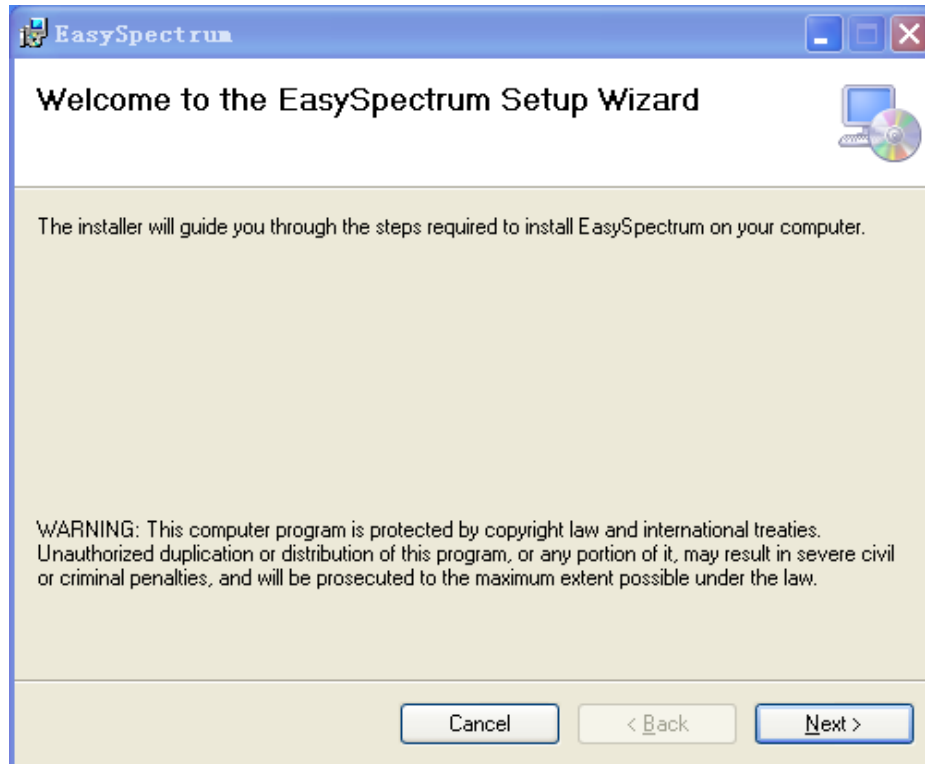 EasySpectrum
Welcome to the EasySpectrum Setup Wizard
The installer will guide you through the steps required to install EasySpectrum on your computer.
WARNING: This computer program is protected by copyright law and international treaties.
Unauthorized duplication or distribution of this program, or any portion of it, may result in severe civil
or criminal penalties, and will be prosecuted to the maximum extent possible under the law.
Cancel
< Back
Next >